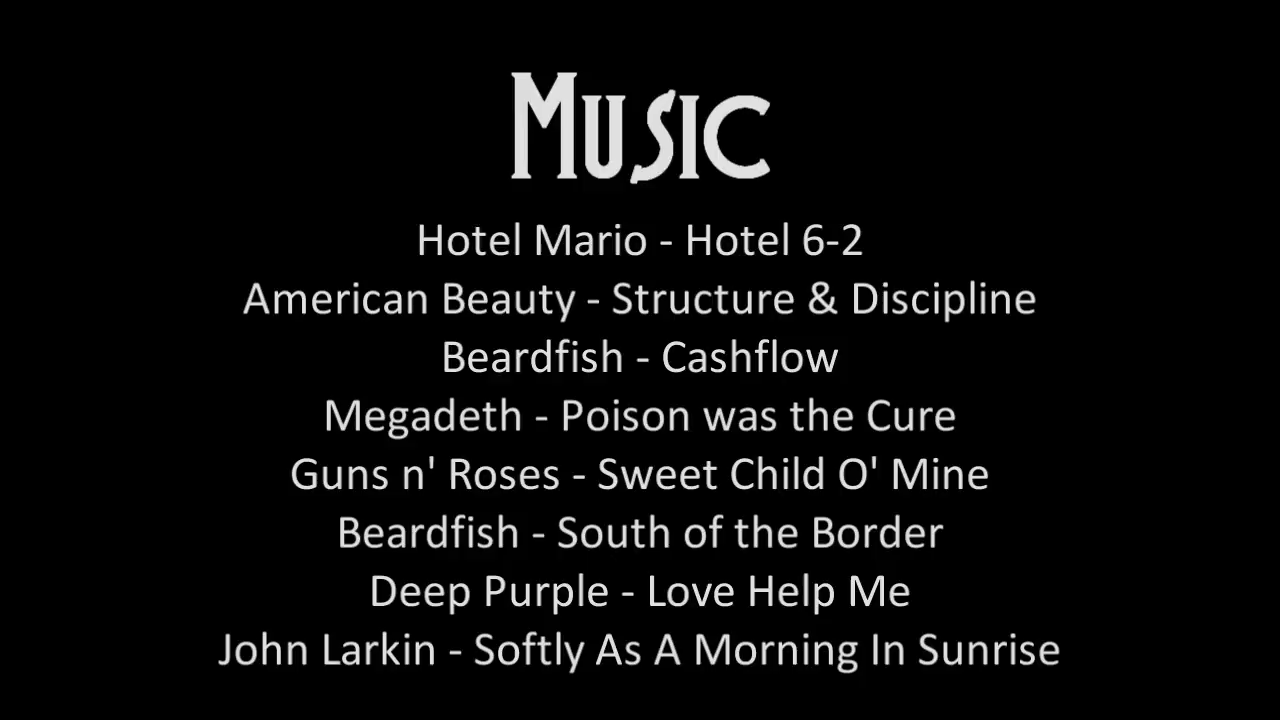 Music
Hotel Mario - Hotel 6-2
American Beauty - Structure & Discipline
Beardfish - Cashflow
Megadeth - Poison was the Cure
Guns n' Roses - Sweet Child O' Mine
Beardfish - South of the Border
Deep Purple - Love Help Me
John Larkin - Softly As A Morning In Sunrise